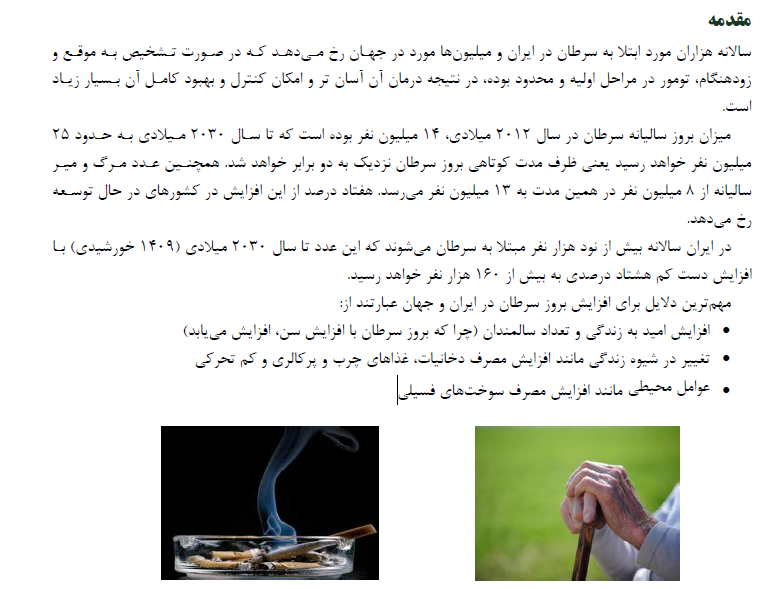 مقدمه
سالانه هزاران مورد ابتلا به سرطان در ایران و میلیون‌ها مورد در جهان رخ می‌دهد که در صورت تشخیص به موقع و
زودهنگام، تومور در مراحل اولیه و محدود بوده، در نتیجه درمان آن آسان تر و امکان کنترل و بهبود کامل آن بسیار زیاد
است.
میزان بروز سالیانه سرطان در سال ۲۰۱۲ میلادی، ۱۴ میلیون نفر بوده است که تا سال ۲۰۳۰ میلادی به حدود ۲۵
میلیون نفر خواهد رسید یعنی ظرف مدت کوتاهی بروز سرطان نزدیک به دو برابر خواهد شد. همچنین عدد مرگ و میر
سالیانه از ۸ میلیون نفر در همین مدت به ۱۳ میلیون نفر می‌رسد. هفتاد درصد از این افزایش در کشورهای در حال توسعه
رخ می‌دهد.
در ایران سالانه بیش از نود هزار نفر مبتلا به سرطان می‌شوند که این عدد تا سال ۲۰۳۰ میلادی (۱۴۰۹ خورشیدی) با
افزایش دست کم هشتاد درصدی به بیش از ۱۶۰ هزار نفر خواهد رسید.
مهم‌ترین دلایل برای افزایش بروز سرطان در ایران و جهان عبارتند از:
• افزایش امید به زندگی و تعداد سالمندان (چرا که بروز سرطان با افزایش سن، افزایش می‌یابد)
• تغییر در شیوه زندگی مانند افزایش مصرف دخانیات، غذاهای چرب و پرکالری و کم تحرکی
• عوامل محیطی مانند افزایش مصرف سوخت‌های فسیلی